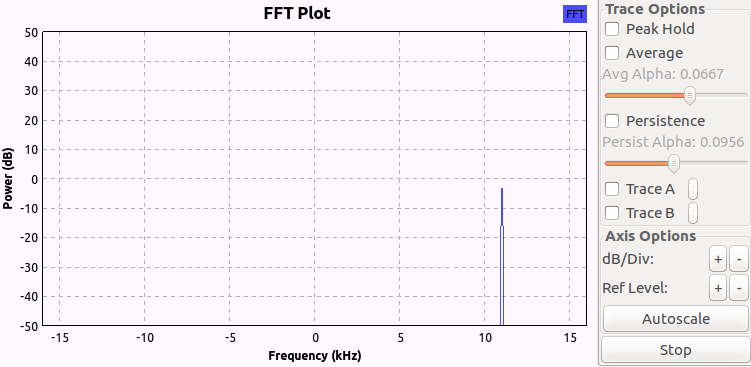 FFT Plot
FFT
50
40
30
20
10
0
-10
-20
-30
-40
-50
Power (dB)
-15
-10
-5
0
5
10
15
Frequency (kHz)
Trace Options
Peak Hold
Average
Avg Alpha: 0.0667
Persistence
Persist Alpha: 0.0956
Trace A
Trace B
Axis Options
dB/Div: + -
Ref Level: + -
Autoscale
Stop